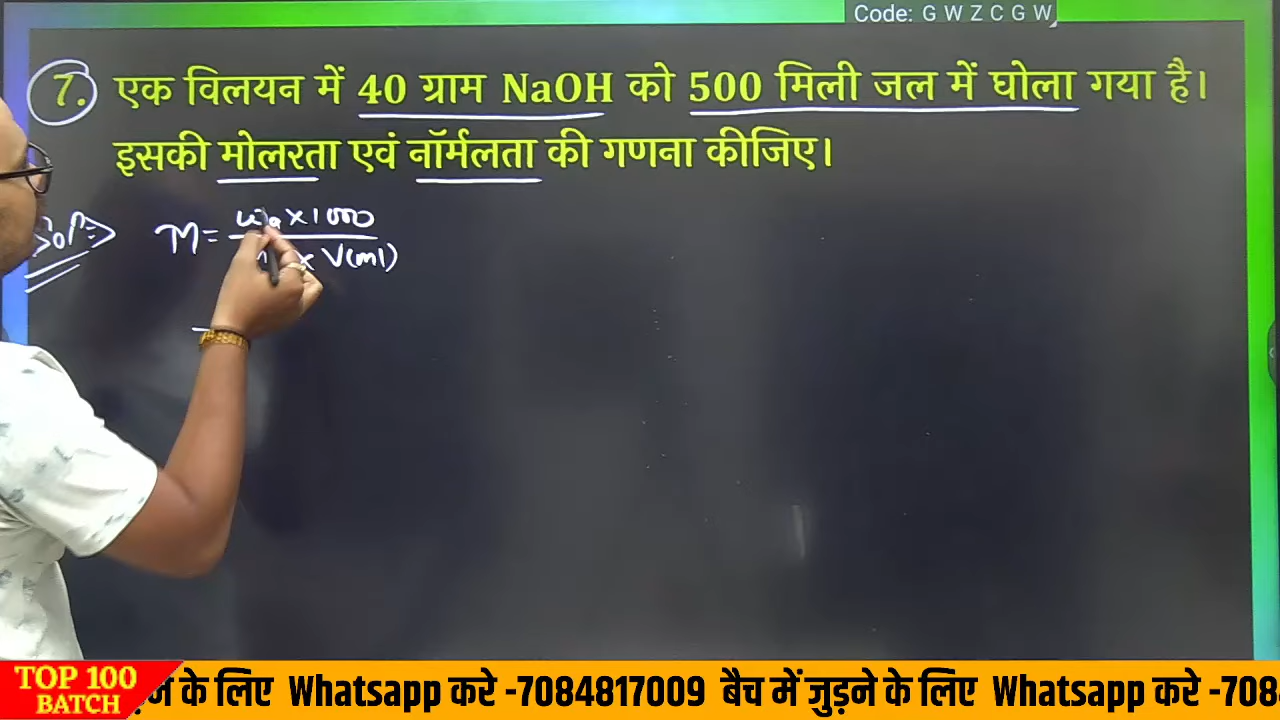 Code: G W Z C G W
7. एक विलयन में 40 ग्राम NaOH को 500 मिली जल में घोला गया है।
इसकी मोलरता एवं नॉर्मलता की गणना कीजिए।
M= x 1000
x V(ml)
TOP 100
BATCH
के लिए Whatsapp करे -7084817009 बैच में जुड़ने के लिए Whatsapp करे -708